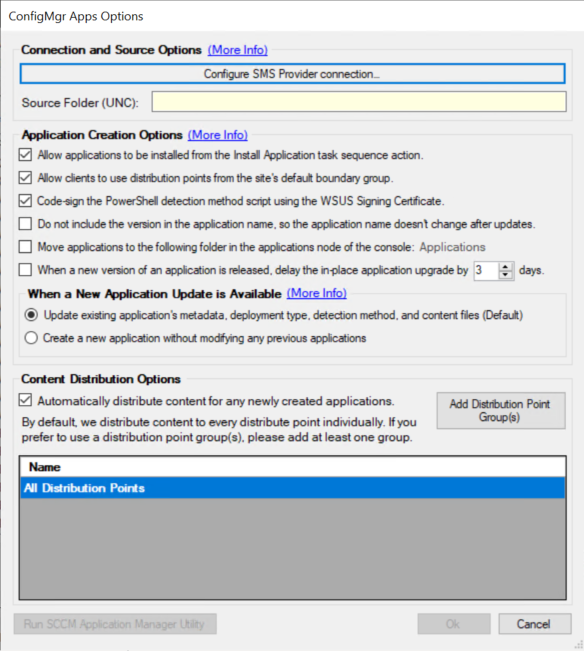 ConfigMgr Apps Options
Connection and Source Options (More Info)
Configure SMS Provider connection...
Source Folder (UNC):
Application Creation Options (More Info)
Allow applications to be installed from the Install Application task sequence action.
Allow clients to use distribution points from the site's default boundary group.
Code-sign the PowerShell detection method script using the WSUS Signing Certificate.
Do not include the version in the application name, so the application name doesn't change after updates.
Move applications to the following folder in the applications node of the console: Applications
When a new version of an application is released, delay the in-place application upgrade by 3 days.
When a New Application Update is Available (More Info)
Update existing application's metadata, deployment type, detection method, and content files (Default)
Create a new application without modifying any previous applications
Content Distribution Options
Automatically distribute content for any newly created applications.
By default, we distribute content to every distribute point individually. If you
prefer to use a distribution point group(s), please add at least one group.
Add Distribution Point
Group(s)
Name
All Distribution Points
Run SCCM Application Manager Utility
Ok
Cancel